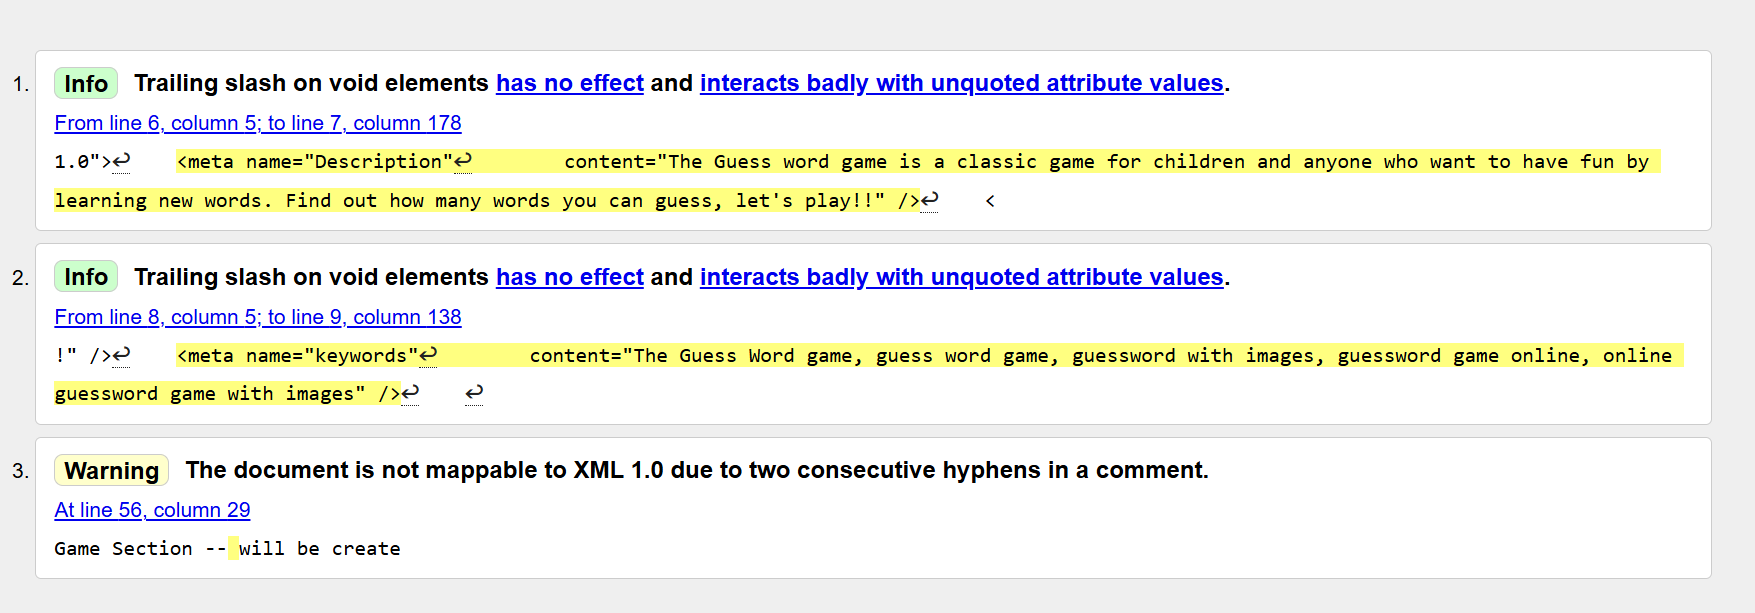 1. Info Trailing slash on void elements has no effect and interacts badly with unquoted attribute values.
From line 6, column 5; to line 7, column 178
1.0">↩    <meta name="Description"↩        content="The Guess word game is a classic game for children and anyone who want to have fun by
learning new words. Find out how many words you can guess, let's play!!" />↩    <
2. Info Trailing slash on void elements has no effect and interacts badly with unquoted attribute values.
From line 8, column 5; to line 9, column 138
!" />↩    <meta name="keywords"↩        content="The Guess Word game, guess word game, guessword with images, guessword game online, online
guessword game with images" />↩    ↩
3. Warning The document is not mappable to XML 1.0 due to two consecutive hyphens in a comment.
At line 56, column 29
Game Section -- will be create